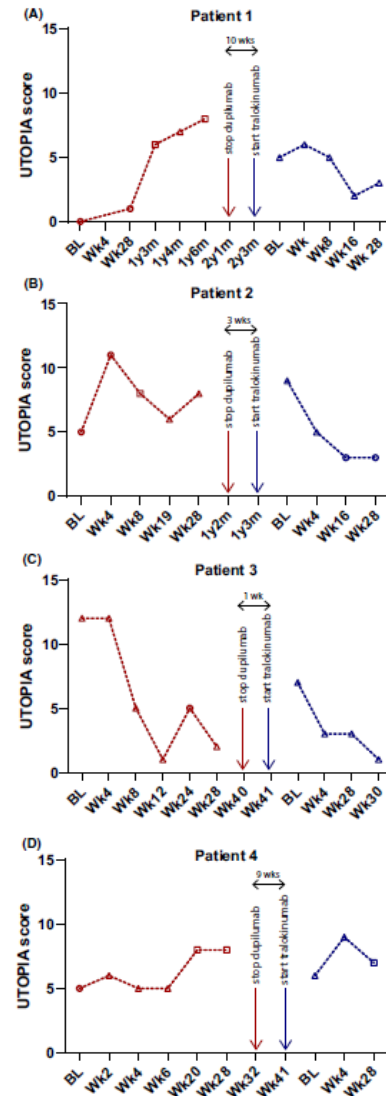 (A)
Patient 1
10 wks
UTOPIA score
15
10
5
0
stop dupilumab
start tralokinumab
BL
Wk4
Wk28
1y3m
1y4m
1y6m
2y1m
2y3m
BL
Wk
Wk8
Wk16
Wk 28
(B)
Patient 2
3 wks
UTOPIA score
15
10
5
0
stop dupilumab
start tralokinumab
BL
Wk4
Wk8
Wk19
Wk28
1y2m
1y3m
BL
Wk4
Wk16
Wk28
(C)
Patient 3
1 wk
UTOPIA score
15
10
5
0
stop dupilumab
start tralokinumab
BL
Wk4
Wk8
Wk12
Wk24
Wk28
Wk40
Wk41
BL
Wk4
Wk28
Wk30
(D)
Patient 4
9 wks
UTOPIA score
15
10
5
0
stop dupilumab
start tralokinumab
BL
Wk2
Wk4
Wk6
Wk20
Wk28
Wk32
Wk41
BL
Wk4
Wk28